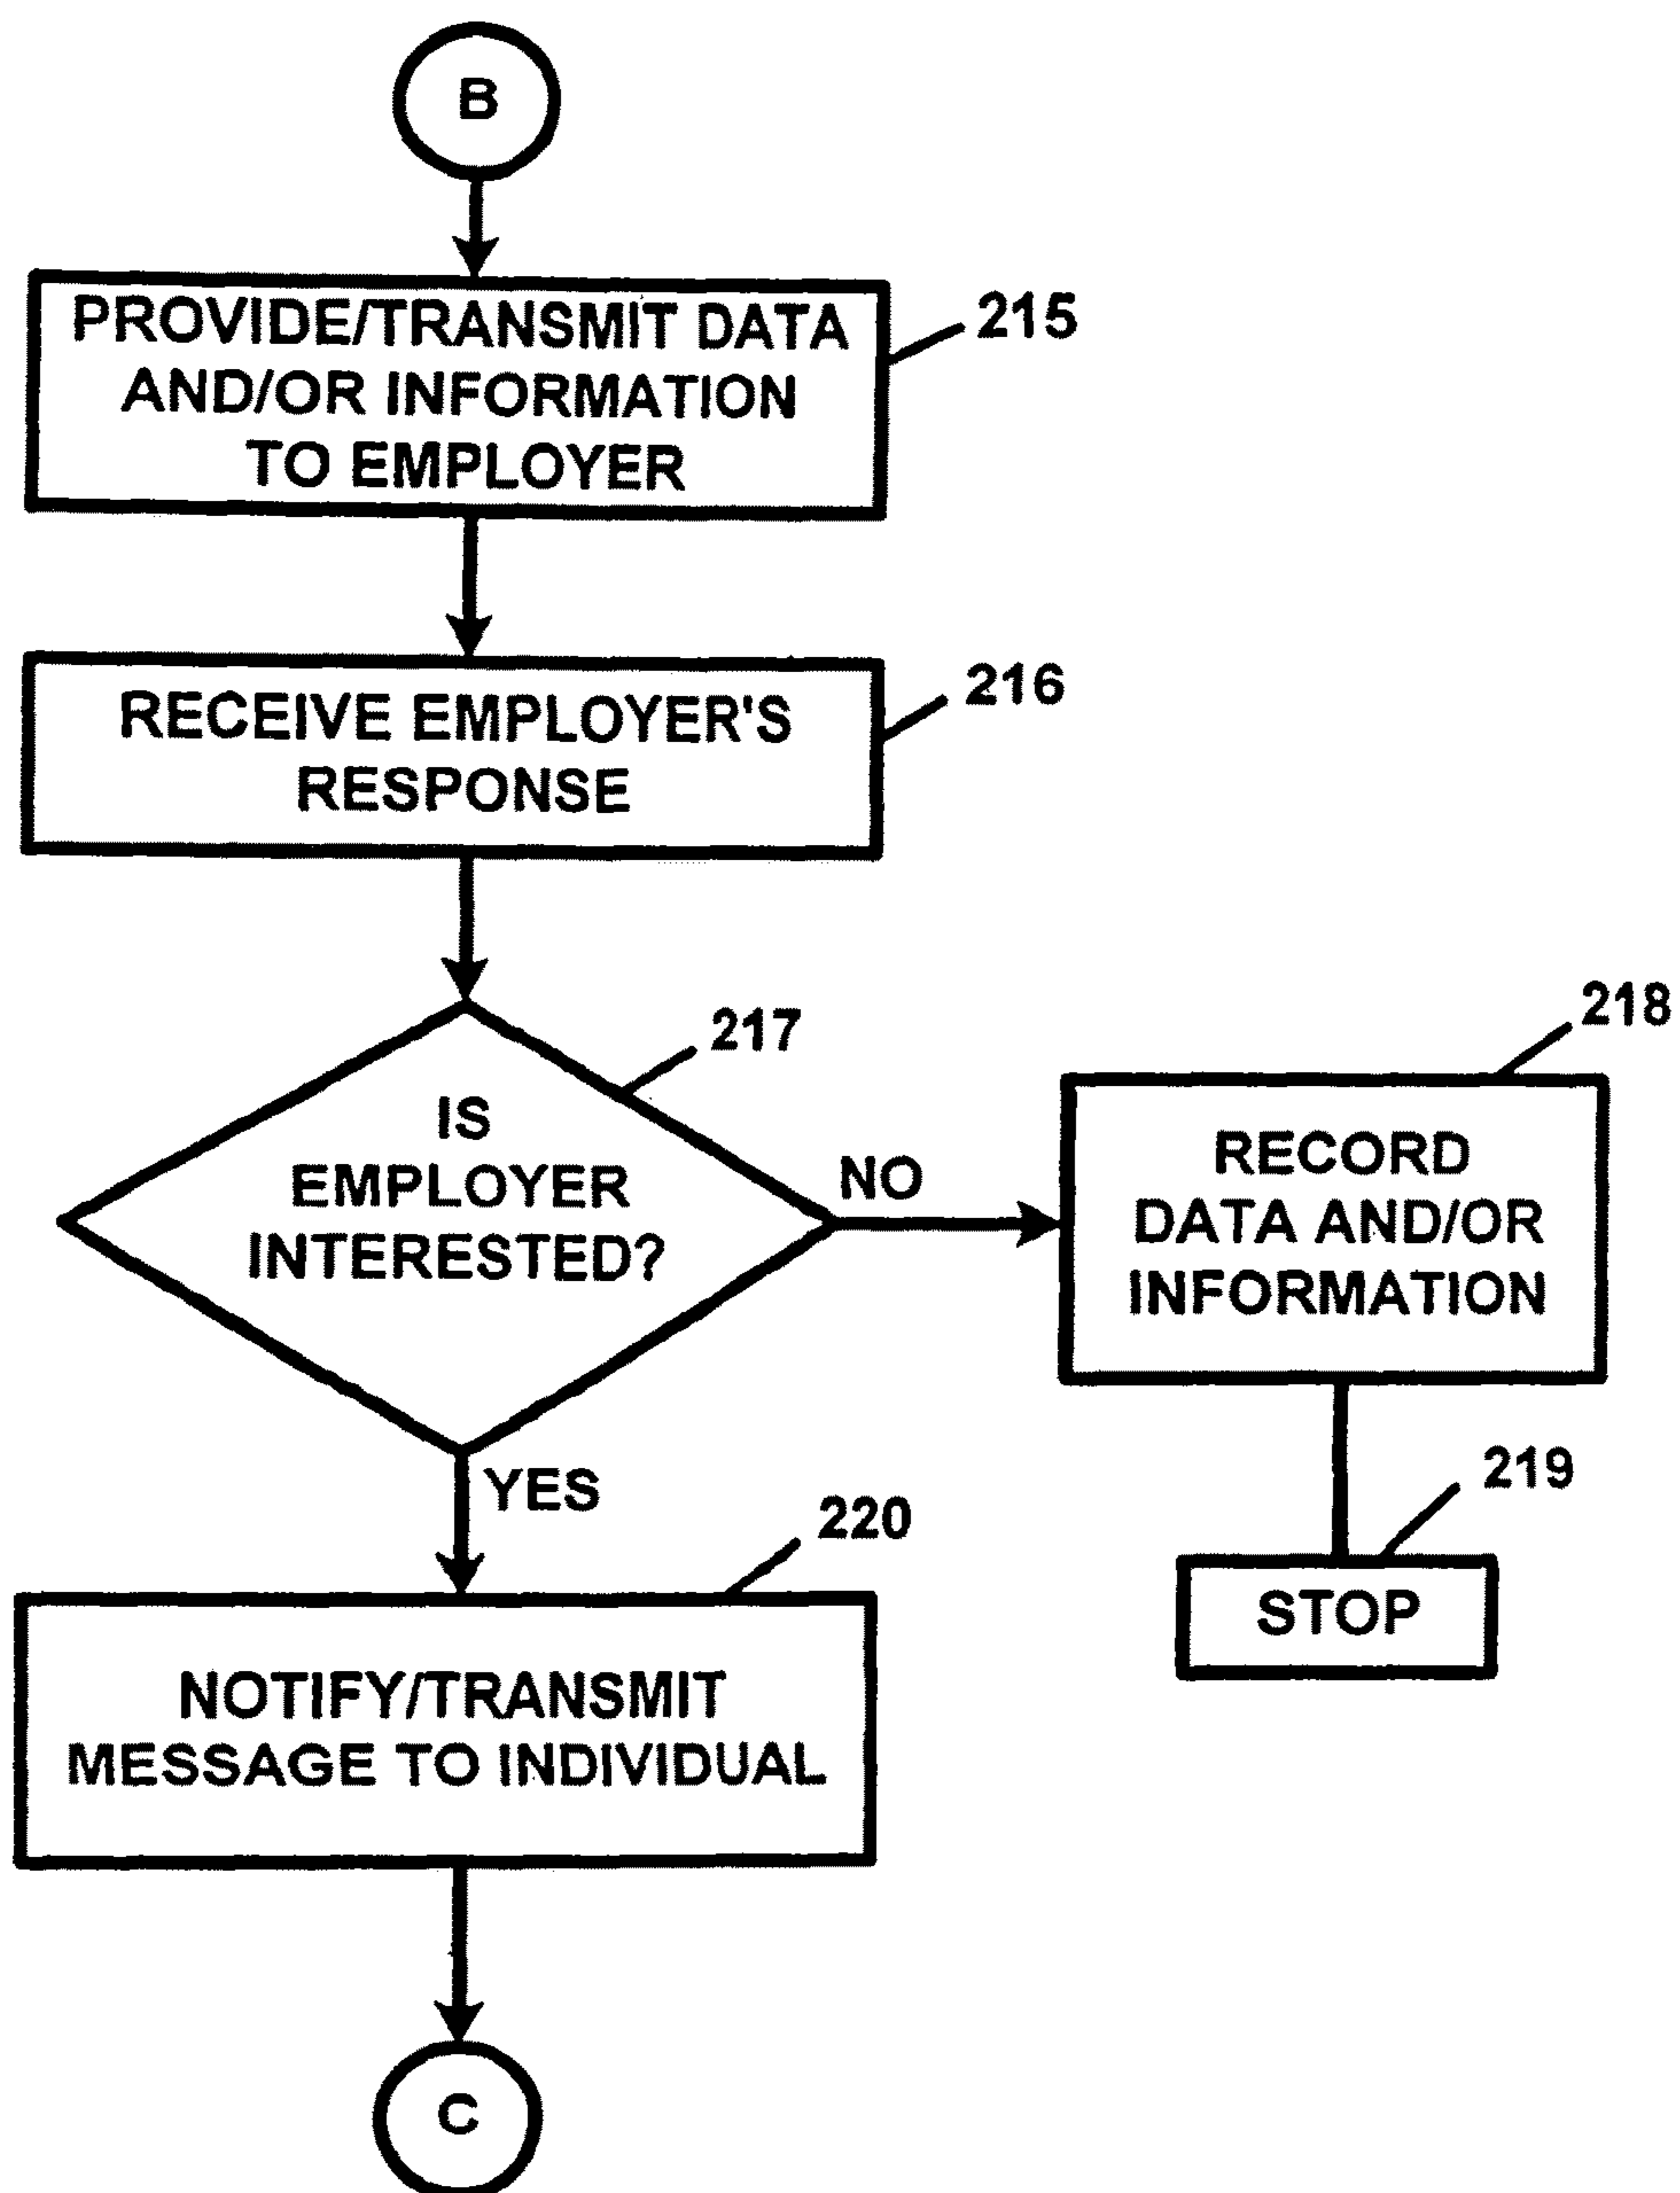 B
PROVIDE/TRANSMIT DATA
AND/OR INFORMATION
TO EMPLOYER
215
RECEIVE EMPLOYER'S
RESPONSE
216
217
IS
EMPLOYER
INTERESTED?
NO
218
RECORD
DATA AND/OR
INFORMATION
219
STOP
YES
220
NOTIFY/TRANSMIT
MESSAGE TO INDIVIDUAL
C